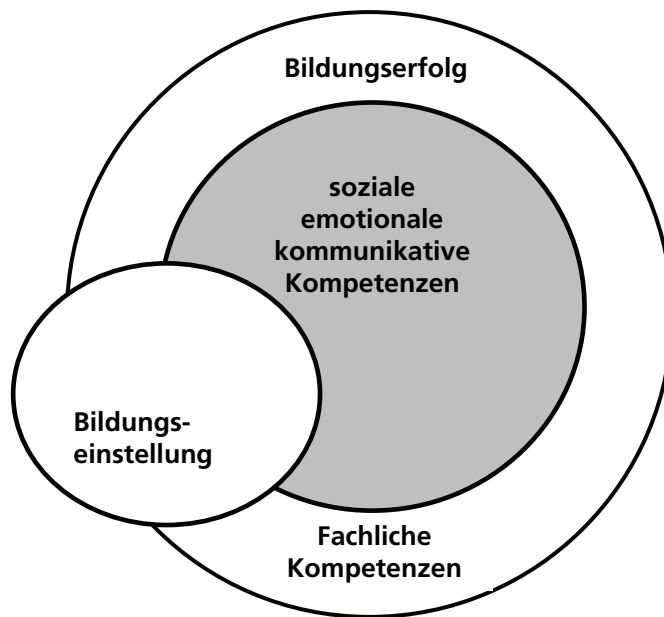 Bildungserfolg
soziale
emotionale
kommunikative
Kompetenzen
Bildungs-
einstellung
Fachliche
Kompetenzen